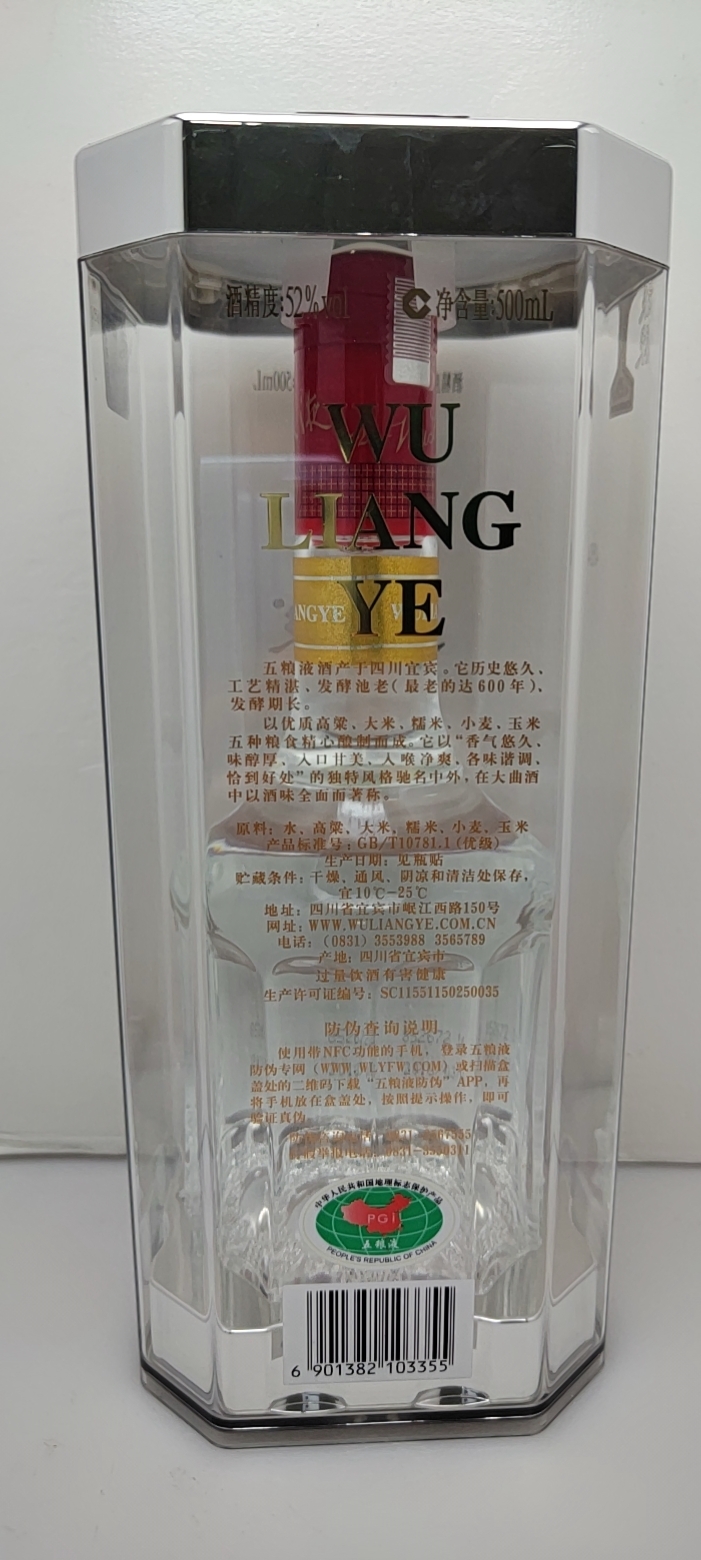 酒精度:52%vol
C 净含量:500mL
WU
LIANG
YE
ANGYE
五粮液酒产于四川宜宾。它历史悠久、
工艺精湛、发酵池老(最老的达600年)、
发酵期长。
以优质高粱、大米、糯米、小麦、玉米
五种粮食精心酿制而成。它以“香气悠久、
味醇厚、入口甘美、入喉净爽、各味谐调、
恰到好处”的独特风格驰名中外,在大曲酒
中以酒味全面而著称。
原料:水、高粱、大米、糯米、小麦、玉米
产品标准号:GB/T10781.1(优级)
生产日期:见瓶贴
贮藏条件:干燥、通风、阴凉和清洁处保存,
宜10℃-25℃
地址:四川省宜宾市岷江西路150号
网址:WWW.WULIANGYE.COM.CN
电话:(0831) 3553988 3565789
产地:四川省宜宾市
过量饮酒有害健康
生产许可证编号:SC11551150250035
防伪查询说明
使用带NFC功能的手机,登录五粮液
防伪专网(WWW.WLYFW.COM)或扫描盒
盖处的二维码下载“五粮液防伪”APP,再
将手机放在盒盖处,按照提示操作,即可
验证真伪
中华人民共和国地理标志保护产品
PGI
五粮液
PEOPLE'S REPUBLIC OF CHINA
6 901382 103355